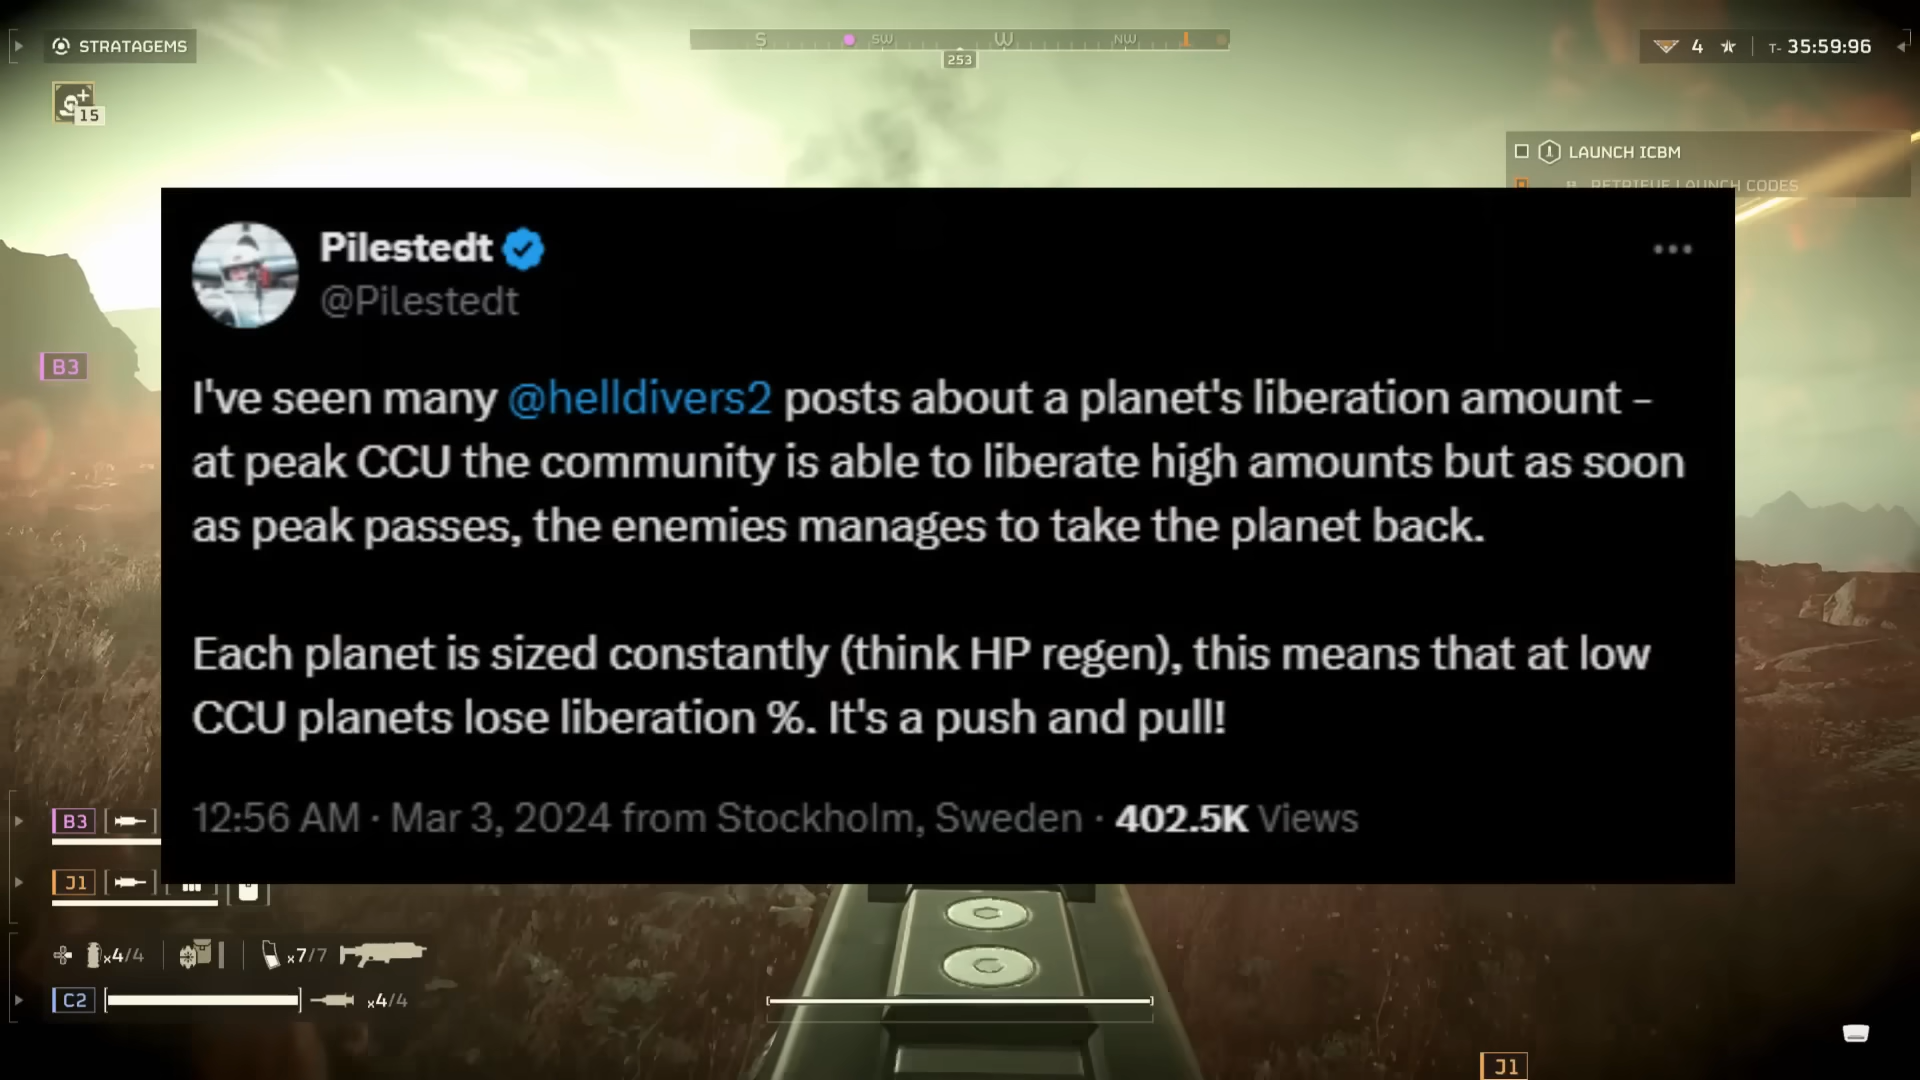 STRATAGEMS
S SW W NW
253
4 T- 35:59:96
15
LAUNCH ICBM
RETRIEVE LAUNCH CODES
Pilestedt
@Pilestedt
B3
I've seen many @helldivers2 posts about a planet's liberation amount –
at peak CCU the community is able to liberate high amounts but as soon
as peak passes, the enemies manages to take the planet back.
Each planet is sized constantly (think HP regen), this means that at low
CCU planets lose liberation %. It's a push and pull!
12:56 AM · Mar 3, 2024 from Stockholm, Sweden · 402.5K Views
B3
J1
x4/4 x7/7
C2 x4/4
J1